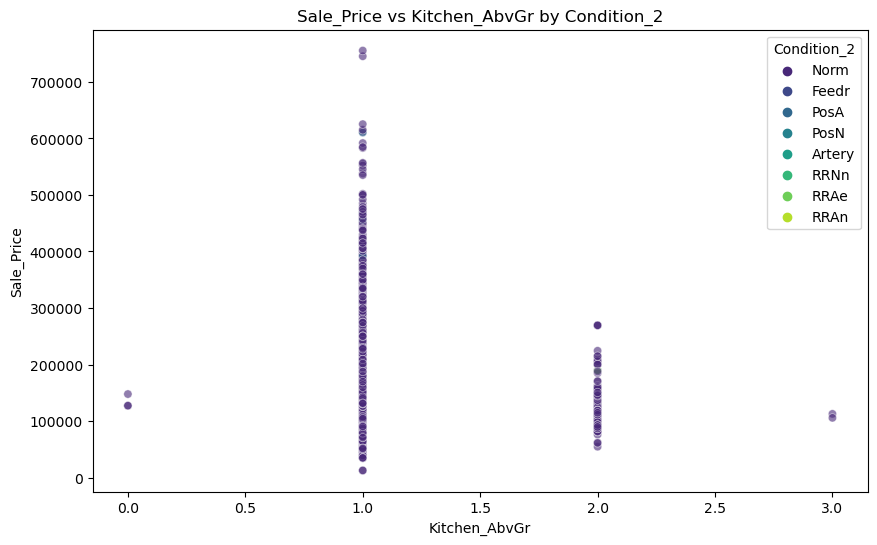 Sale_Price vs Kitchen_AbvGr by Condition_2
Condition_2
Norm
Feedr
PosA
PosN
Artery
RRNn
RRAe
RRAn
Sale_Price
700000
600000
500000
400000
300000
200000
100000
0
0.0
0.5
1.0
1.5
2.0
2.5
3.0
Kitchen_AbvGr